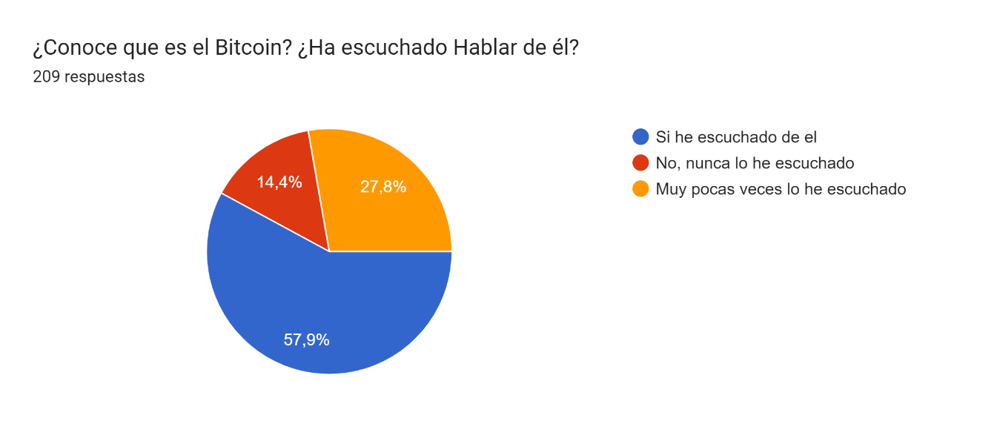 ¿Conoce que es el Bitcoin? ¿Ha escuchado Hablar de él?
209 respuestas
Si he escuchado de el
No, nunca lo he escuchado
Muy pocas veces lo he escuchado
14,4%
27,8%
57,9%